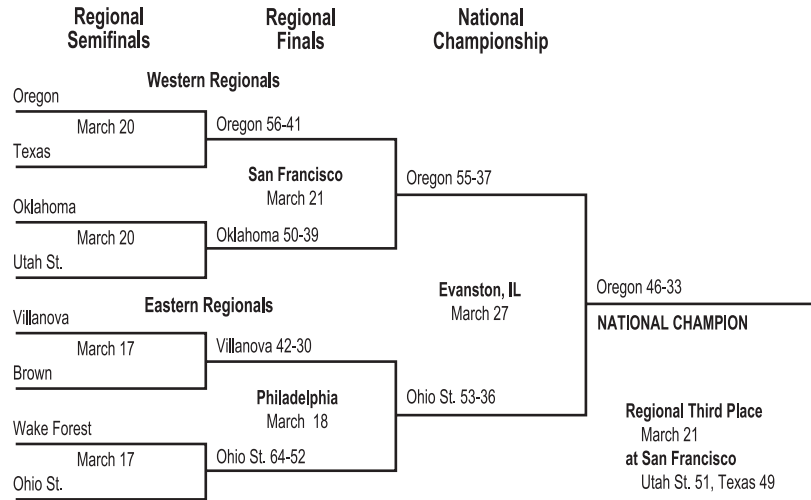 Regional Semifinals
Regional Finals
National Championship
Western Regionals
Oregon
March 20
Texas
Oregon 56-41
San Francisco
March 21
Oklahoma
March 20
Utah St.
Oklahoma 50-39
Oregon 55-37
Eastern Regionals
Villanova
March 17
Brown
Villanova 42-30
Philadelphia
March 18
Wake Forest
March 17
Ohio St.
Ohio St. 64-52
Ohio St. 53-36
Evanston, IL
March 27
Oregon 46-33
NATIONAL CHAMPION
Regional Third Place
March 21
at San Francisco
Utah St. 51, Texas 49